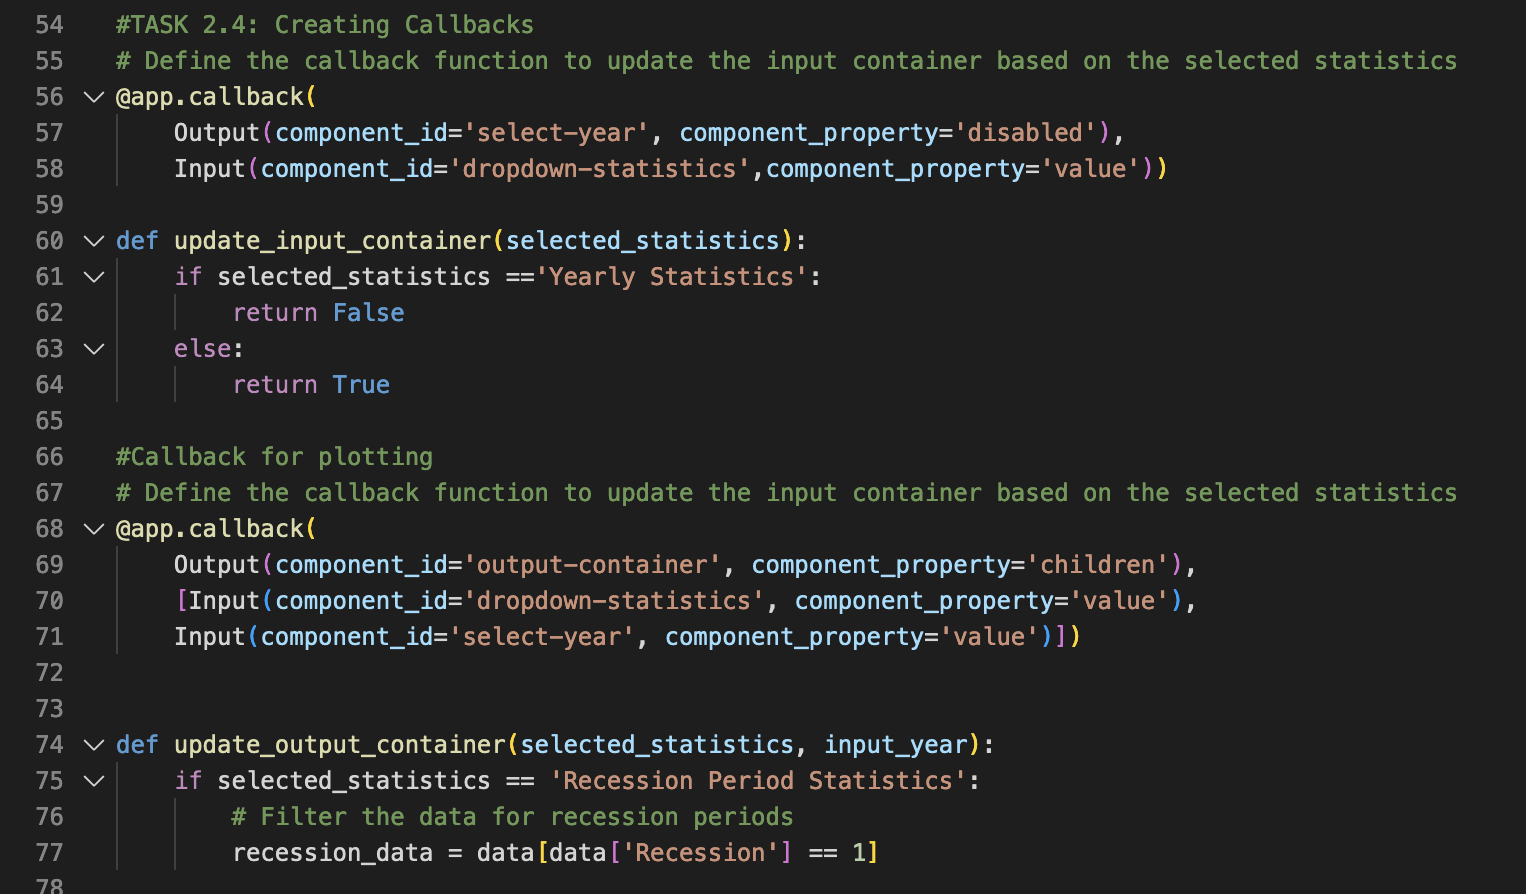 54 #TASK 2.4: Creating Callbacks
55 # Define the callback function to update the input container based on the selected statistics
56 @app.callback(
57     Output(component_id='select-year', component_property='disabled'),
58     Input(component_id='dropdown-statistics',component_property='value'))
59
60 def update_input_container(selected_statistics):
61     if selected_statistics =='Yearly Statistics':
62         return False
63     else:
64         return True
65
66 #Callback for plotting
67 # Define the callback function to update the input container based on the selected statistics
68 @app.callback(
69     Output(component_id='output-container', component_property='children'),
70     [Input(component_id='dropdown-statistics', component_property='value'),
71     Input(component_id='select-year', component_property='value')])
72
73
74 def update_output_container(selected_statistics, input_year):
75     if selected_statistics == 'Recession Period Statistics':
76         # Filter the data for recession periods
77         recession_data = data[data['Recession'] == 1]
78